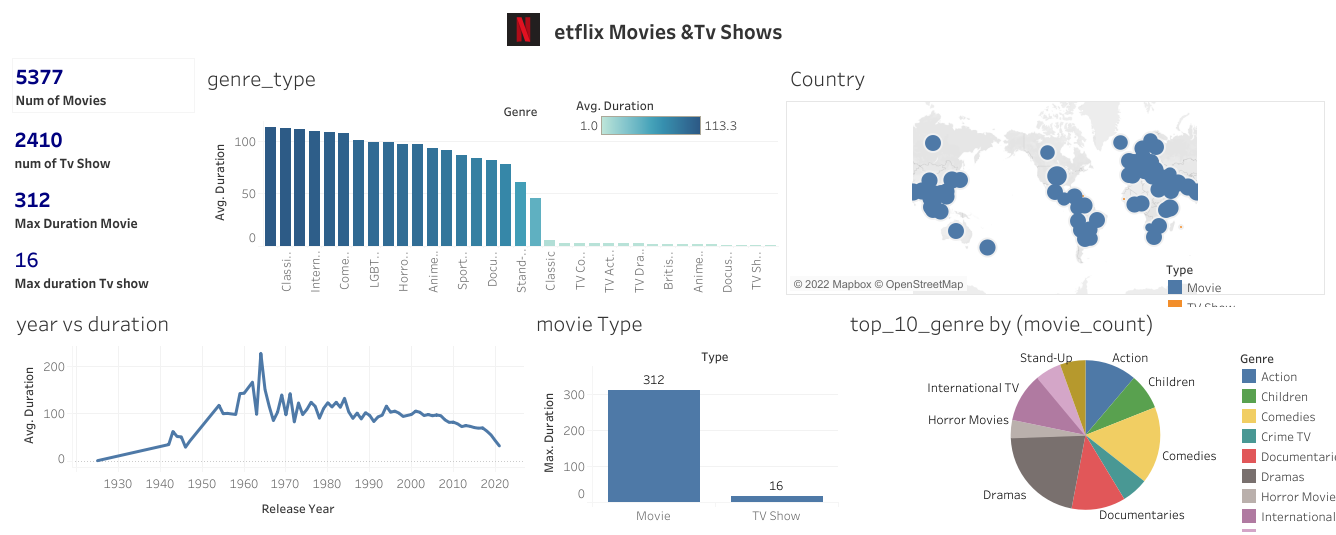 N etflix Movies &Tv Shows
5377
Num of Movies
2410
num of Tv Show
312
Max Duration Movie
16
Max duration Tv show
genre_type
Genre
Avg. Duration
1.0
113.3
Avg. Duration
100
50
0
Classi..
Intern..
Come..
LGBT..
Horro..
Anime..
Sport..
Docu..
Stand-..
Classic
TV Co..
TV Act..
TV Dra..
Britis..
Anime..
Docus..
TV Sh..
Country
© 2022 Mapbox © OpenStreetMap
Type
Movie
TV Show
year vs duration
Avg. Duration
200
100
0
1930 1940 1950 1960 1970 1980 1990 2000 2010 2020
Release Year
movie Type
Type
Max. Duration
300
200
100
0
312
16
Movie
TV Show
top_10_genre by (movie_count)
Stand-Up
Action
Children
International TV
Horror Movies
Comedies
Dramas
Documentaries
Genre
Action
Children
Comedies
Crime TV
Documentarie
Dramas
Horror Movie
International